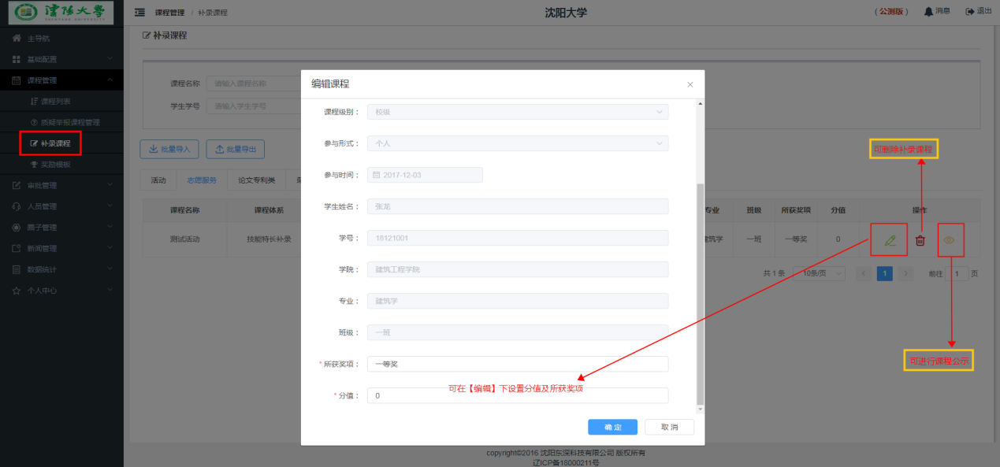 沈阳大学
SHENYANG UNIVERSITY
课程管理 / 补录课程
沈阳大学
( 公测版 )
消息
退出
主导航
基础配置
课程管理
课程列表
质疑举报课程管理
补录课程
奖励模板
审批管理
人员管理
圈子管理
新闻管理
数据统计
个人中心
补录课程
课程名称 请输入课程名称
学生学号 请输入学生学号
批量导入
批量导出
活动
志愿服务
论文专利类
课程名称
课程体系
专业
班级
所获奖项
分值
操作
测试活动
技能特长补录
建筑学
一班
一等奖
0
共 1 条
10条/页
1
前往 1 页
编辑课程
课程级别： 校级
参与形式： 个人
参与时间： 2017-12-03
学生姓名： 张龙
学号： 18121001
学院： 建筑工程学院
专业： 建筑学
班级： 一班
* 所获奖项： 一等奖
* 分值： 0
可在【编辑】下设置分值及所获奖项
确 定
取 消
可删除补录课程
可进行课程公示
copyright©2016 沈阳东深科技有限公司 版权所有
辽ICP备18000211号